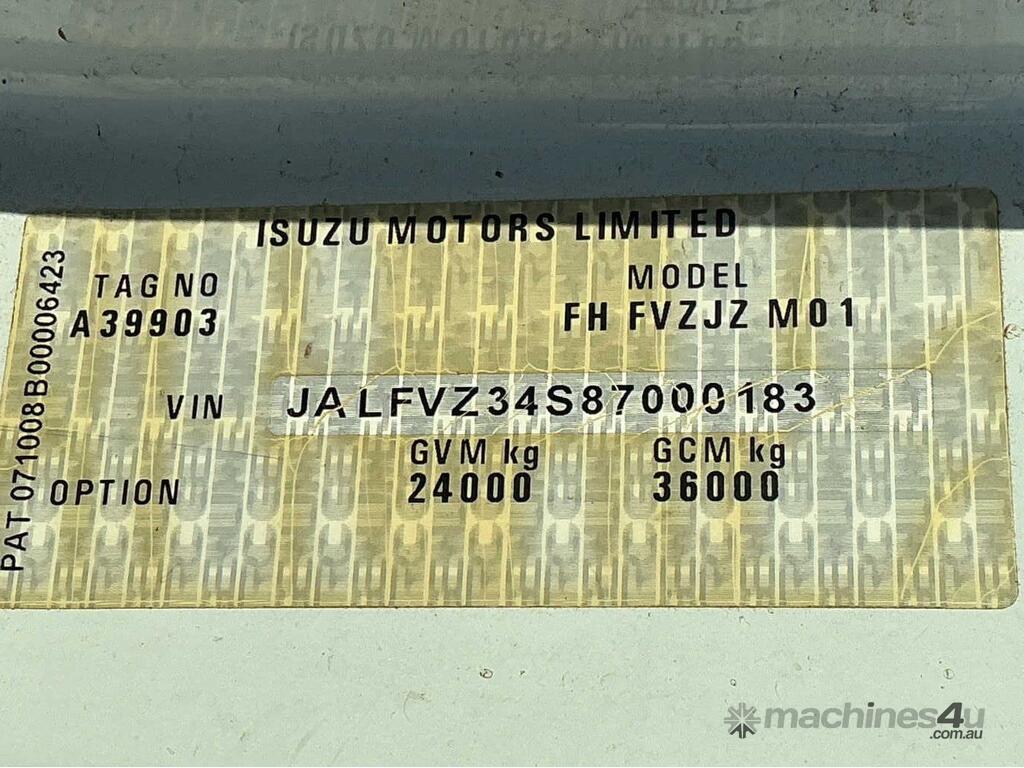 ISUZU MOTORS LIMITED
TAG NO
A39903
MODEL
FH FVZJZ M01
VIN JALFVZ34S87000183
GVM kg
24000
GCM kg
36000
OPTION
PAT 071008B00006423
machines4u
.com.au